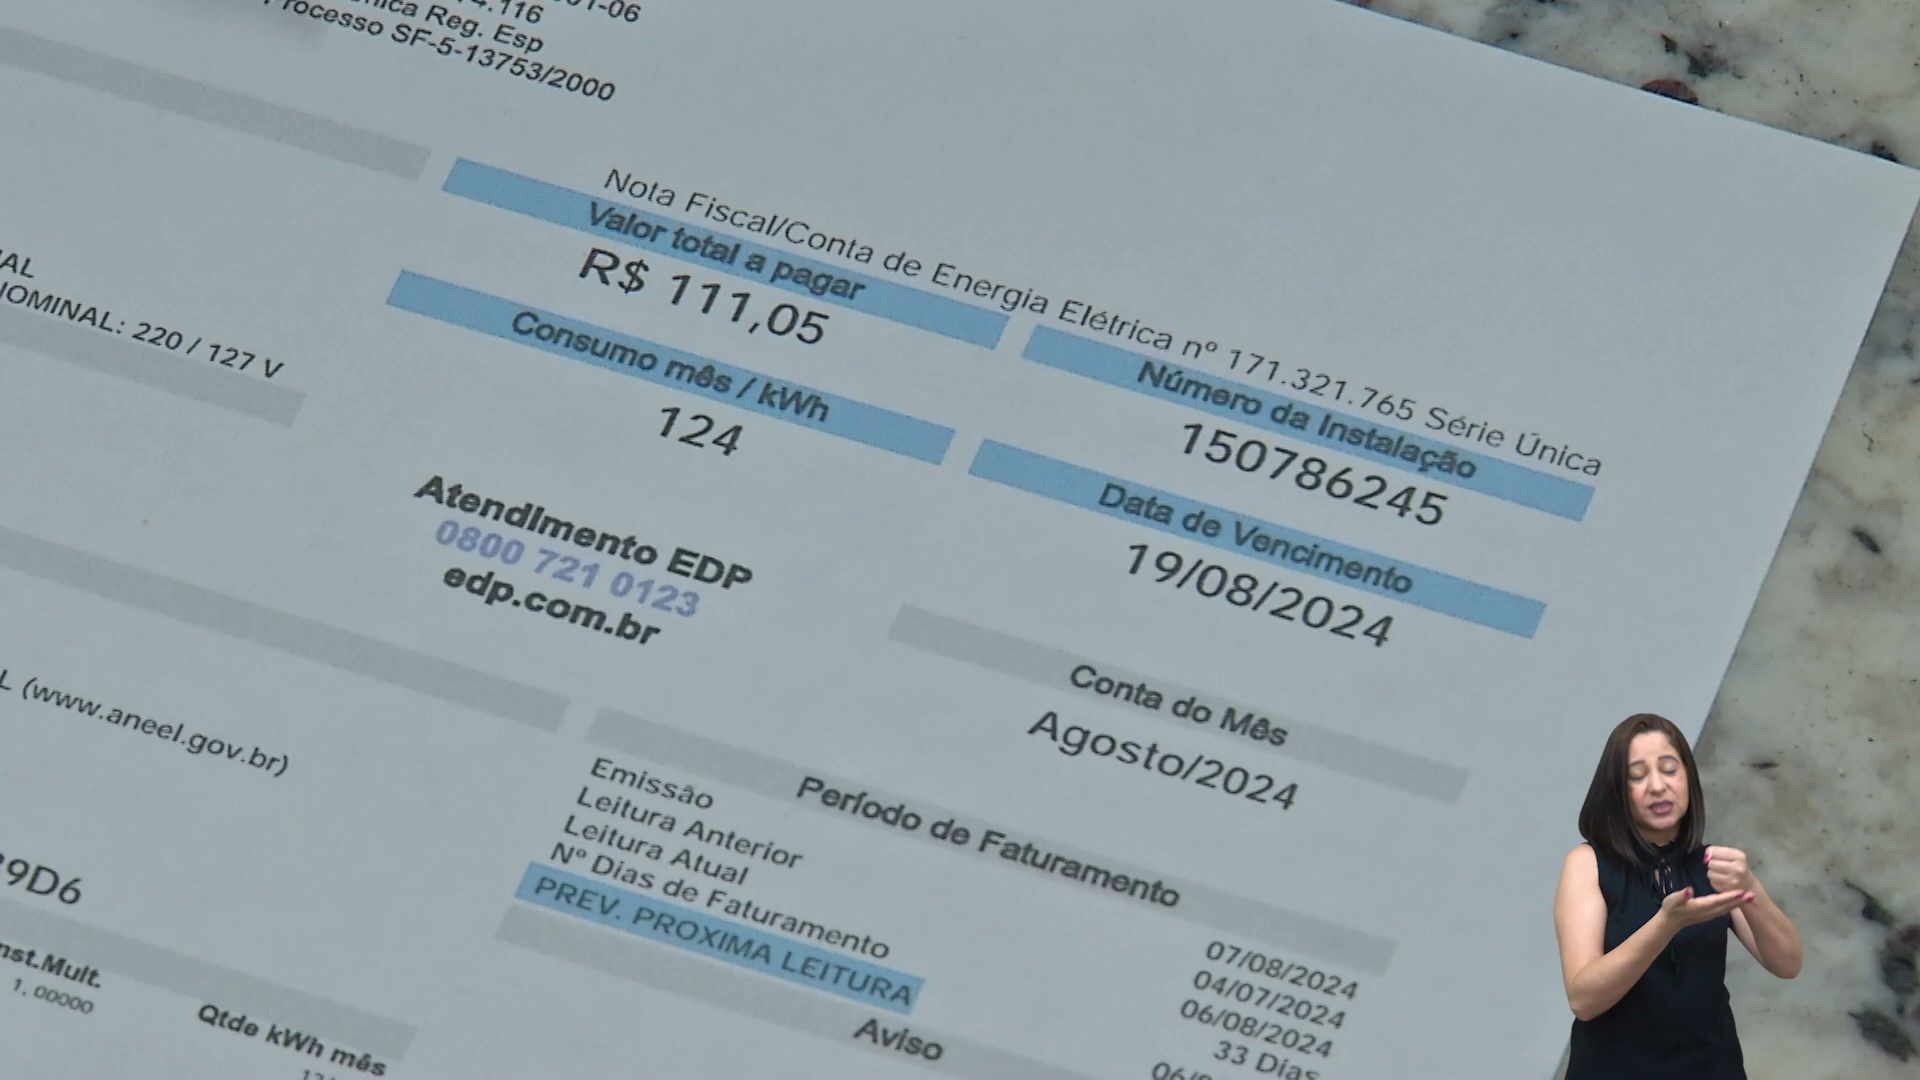 4.116
nica Reg. Esp
Processo SF-5-13753/2000
Nota Fiscal/Conta de Energia Elétrica nº 171.321.765 Série Única
Valor total a pagar
R$ 111,05
Número da Instalação
150786245
Consumo mês / kWh
124
Data de Vencimento
19/08/2024
NOMINAL: 220 / 127 V
Atendimento EDP
0800 721 0123
edp.com.br
Conta do Mês
Agosto/2024
(www.aneel.gov.br)
Período de Faturamento
Emissão 07/08/2024
Leitura Anterior 04/07/2024
Leitura Atual 06/08/2024
Nº Dias de Faturamento 33 Dias
PREV. PROXIMA LEITURA
Aviso
9D6
nst.Mult.
1,00000
Qtde kWh mês